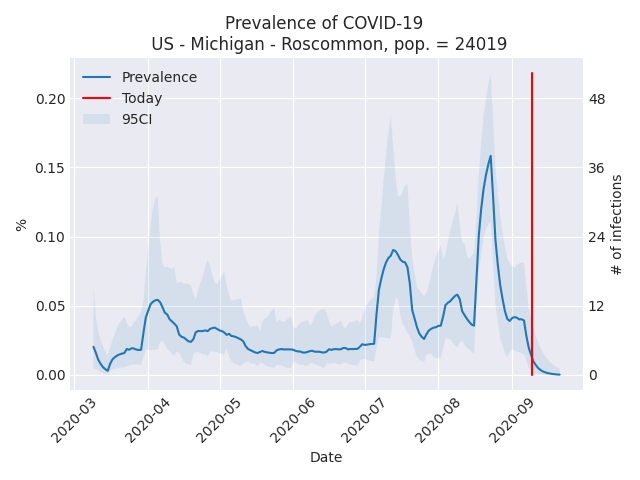 Prevalence of COVID-19
US - Michigan - Roscommon, pop. = 24019
Prevalence
Today
95CI
%
0.20
0.15
0.10
0.05
0.00
48
36
24
12
0
# of infections
2020-03
2020-04
2020-05
2020-06
2020-07
2020-08
2020-09
Date